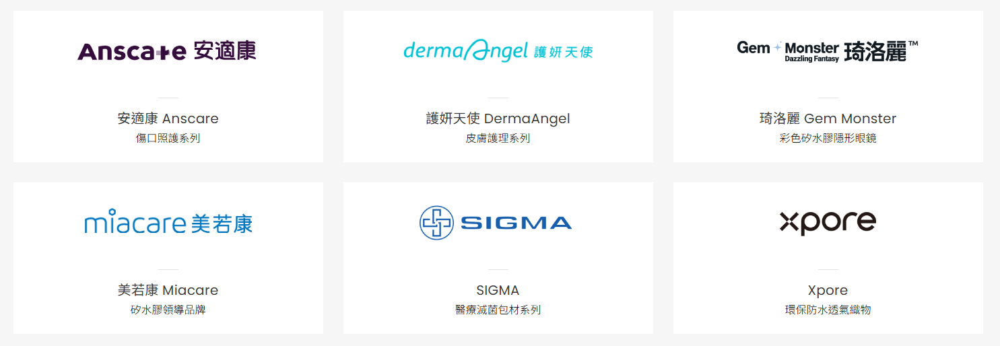 Anscare 安適康
安適康 Anscare
傷口照護系列
dermaAngel 護妍天使
護妍天使 DermaAngel
皮膚護理系列
Gem Monster 琦洛麗™
Dazzling Fantasy
琦洛麗 Gem Monster
彩色矽水膠隱形眼鏡
miacare 美若康
美若康 Miacare
矽水膠領導品牌
SIGMA
SIGMA
醫療滅菌包材系列
xpore
Xpore
環保防水透氣織物